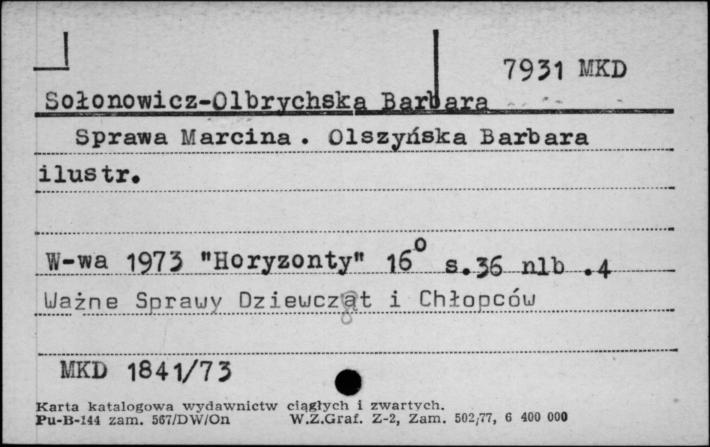 7931 MKD
Sołonowicz-Olbrychska Barbara
Sprawa Marcina. Olszyńska Barbara
ilustr.
W-wa 1973 "Horyzonty" 16° s.36 nlb .4
Ważne Sprawy Dziewcząt i Chłopców
MKD 1841/73
Karta katalogowa wydawnictw ciągłych i zwartych.
Pu-B-144 zam. 567/DW/On W.Z.Graf. Z-2, Zam. 502/77, 6 400 000